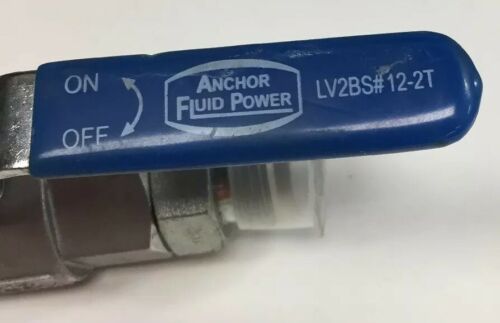 ON
OFF
ANCHOR
FLUID POWER
LV2BS#12-2T